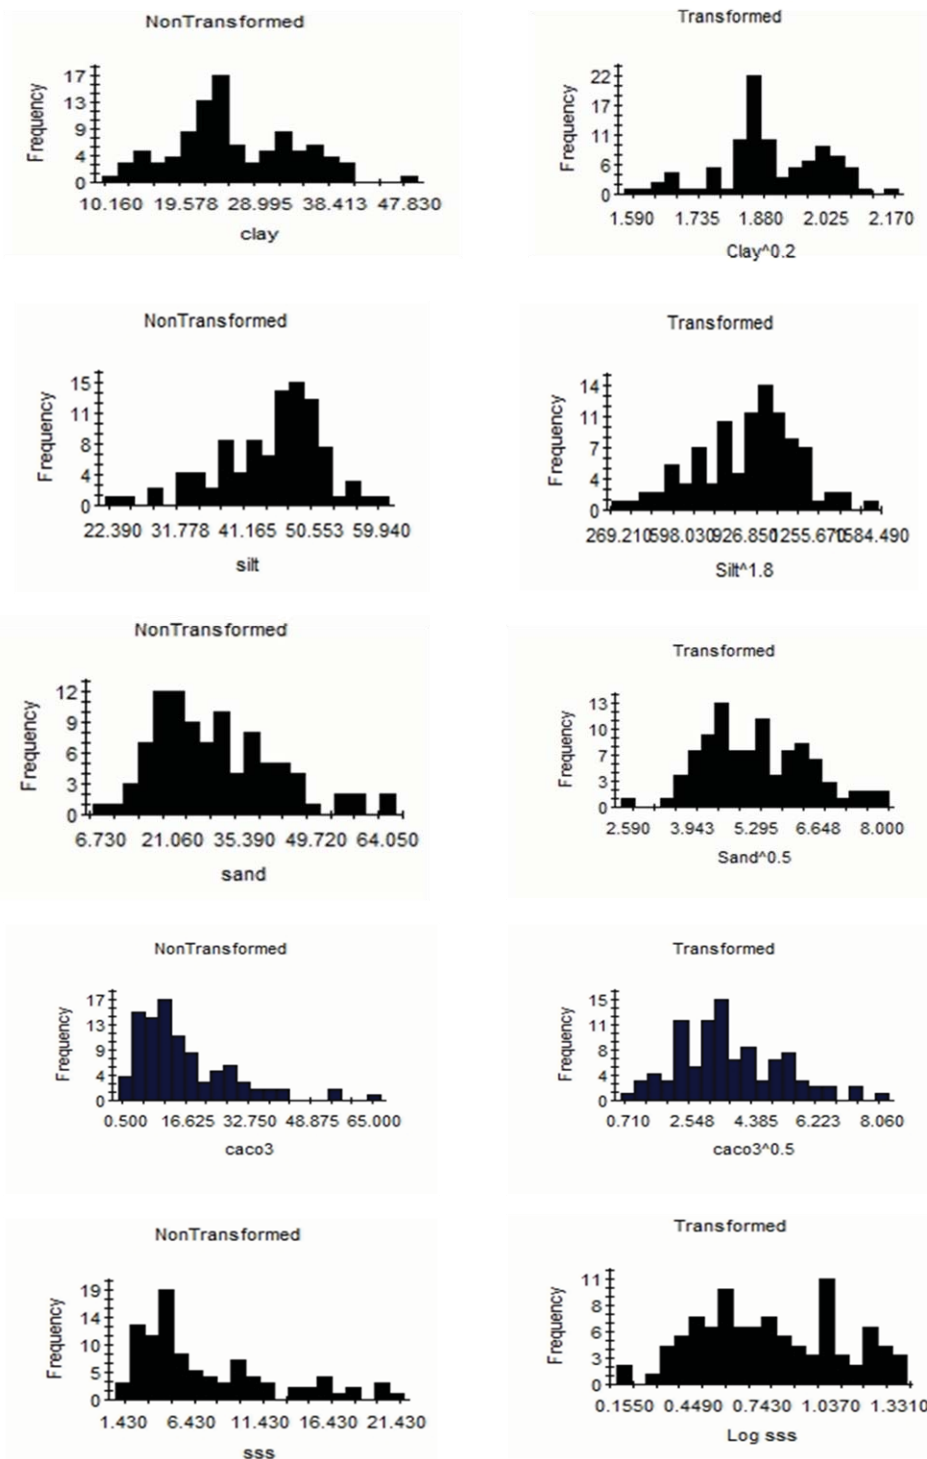 NonTransformed
Frequency
17
13
9
4
0
10.160 19.578 28.995 38.413 47.830
clay
Transformed
Frequency
22
17
11
6
0
1.590 1.735 1.880 2.025 2.170
Clay^0.2
NonTransformed
Frequency
15
11
8
4
0
22.390 31.778 41.165 50.553 59.940
silt
Transformed
Frequency
14
11
7
4
0
269.210 598.030 926.850 1255.670 1584.490
Silt^1.8
NonTransformed
Frequency
12
9
6
3
0
6.730 21.060 35.390 49.720 64.050
sand
Transformed
Frequency
13
10
7
3
0
2.590 3.943 5.295 6.648 8.000
Sand^0.5
NonTransformed
Frequency
17
13
9
4
0
0.500 16.625 32.750 48.875 65.000
caco3
Transformed
Frequency
15
11
8
4
0
0.710 2.548 4.385 6.223 8.060
caco3^0.5
NonTransformed
Frequency
19
14
10
5
0
1.430 6.430 11.430 16.430 21.430
sss
Transformed
Frequency
11
8
6
3
0
0.1550 0.4490 0.7430 1.0370 1.3310
Log sss